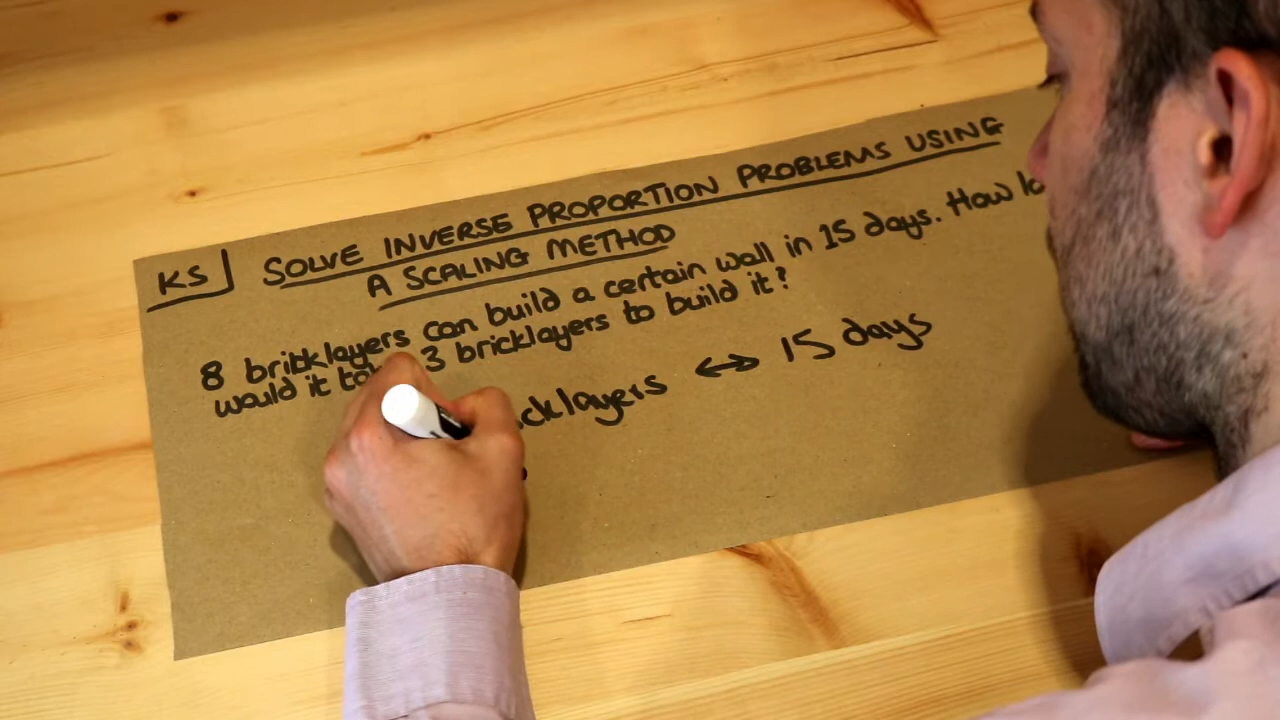 KS SOLVE INVERSE PROPORTION PROBLEMS USING
A SCALING METHOD
8 bricklayers can build a certain wall in 15 days. How
would it 3 bricklayers to build it?
15 days